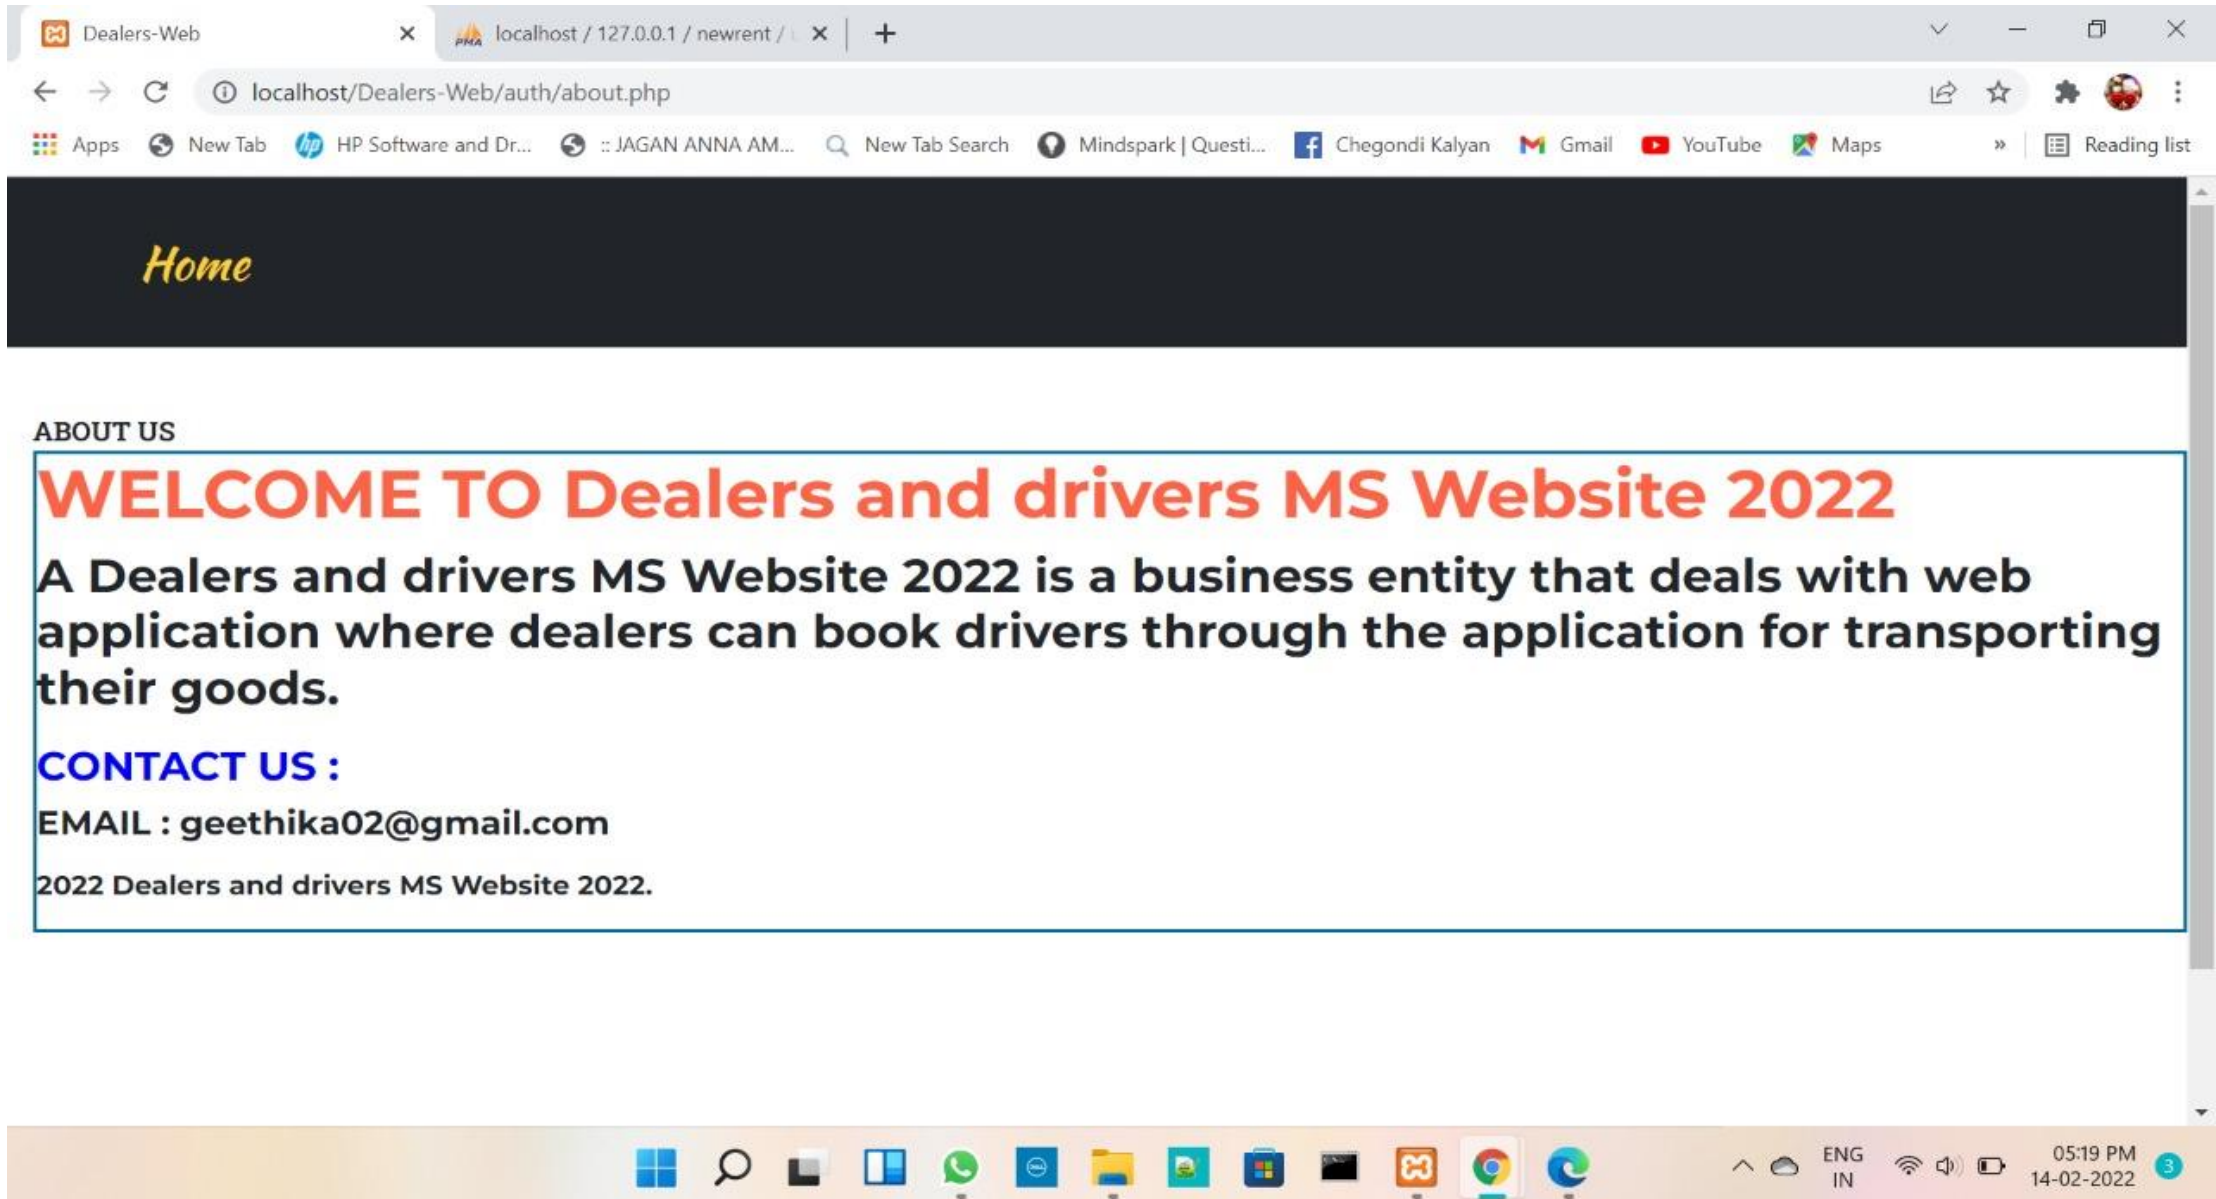 Dealers-Web
localhost / 127.0.0.1 / newrent /
localhost/Dealers-Web/auth/about.php
Apps New Tab HP Software and Dr... :: JAGAN ANNA AM... New Tab Search Mindspark | Questi... Chegondi Kalyan Gmail YouTube Maps » Reading list
Home
ABOUT US
WELCOME TO Dealers and drivers MS Website 2022
A Dealers and drivers MS Website 2022 is a business entity that deals with web
application where dealers can book drivers through the application for transporting
their goods.
CONTACT US :
EMAIL : geethika02@gmail.com
2022 Dealers and drivers MS Website 2022.
ENG
IN
05:19 PM
14-02-2022
3